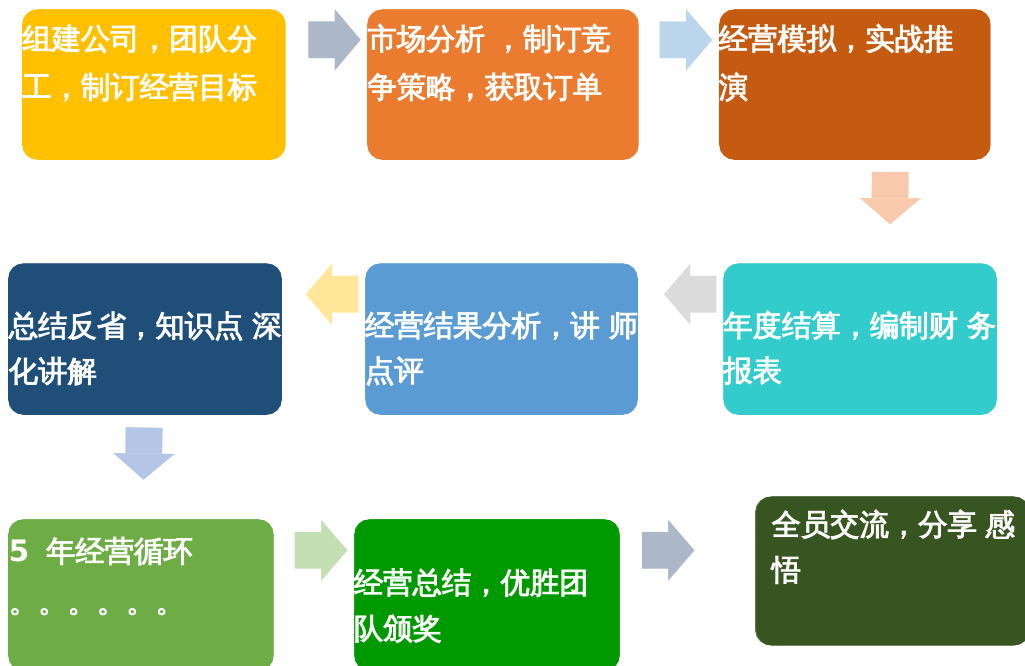 组建公司，团队分
工，制订经营目标
市场分析 ，制订竞
争策略，获取订单
经营模拟，实战推
演
年度结算，编制财 务
报表
经营结果分析，讲 师
点评
总结反省，知识点 深
化讲解
5 年经营循环
。。。。。。
经营总结，优胜团
队颁奖
全员交流，分享 感
悟